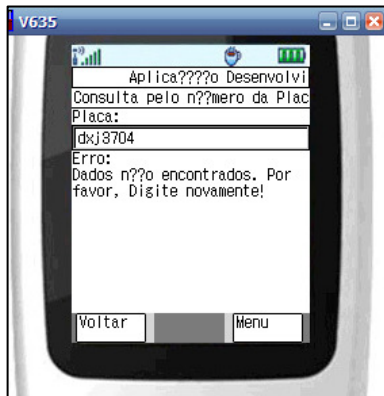 V635
Aplica????o Desenvolvi
Consulta pelo n??mero da Plac
Placa:
dxj3704
Erro:
Dados n??o encontrados. Por
favor, Digite novamente!
Voltar Menu